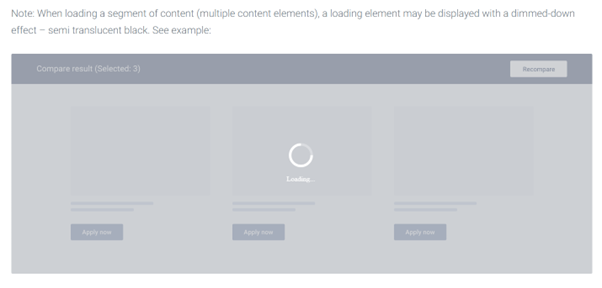 Note: When loading a segment of content (multiple content elements), a loading element may be displayed with a dimmed-down
effect – semi translucent black. See example:
Compare result (Selected: 3)
Recompare
Loading...
Apply now
Apply now
Apply now